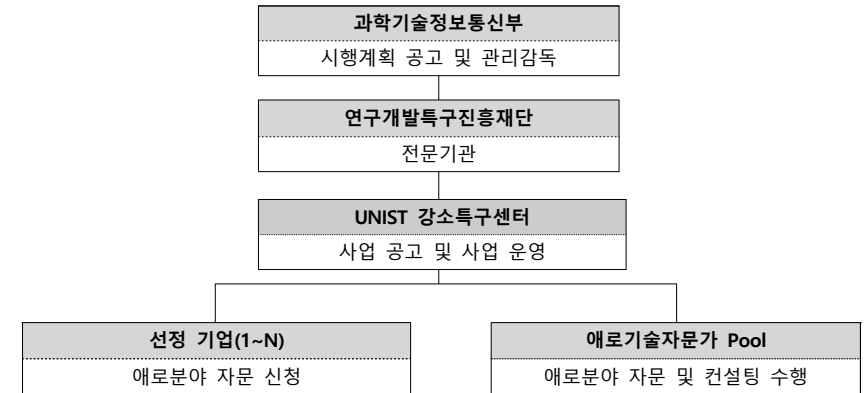 과학기술정보통신부
시행계획 공고 및 관리감독
연구개발특구진흥재단
전문기관
UNIST 강소특구센터
사업 공고 및 사업 운영
선정 기업(1~N)
애로분야 자문 신청
애로기술자문가 Pool
애로분야 자문 및 컨설팅 수행